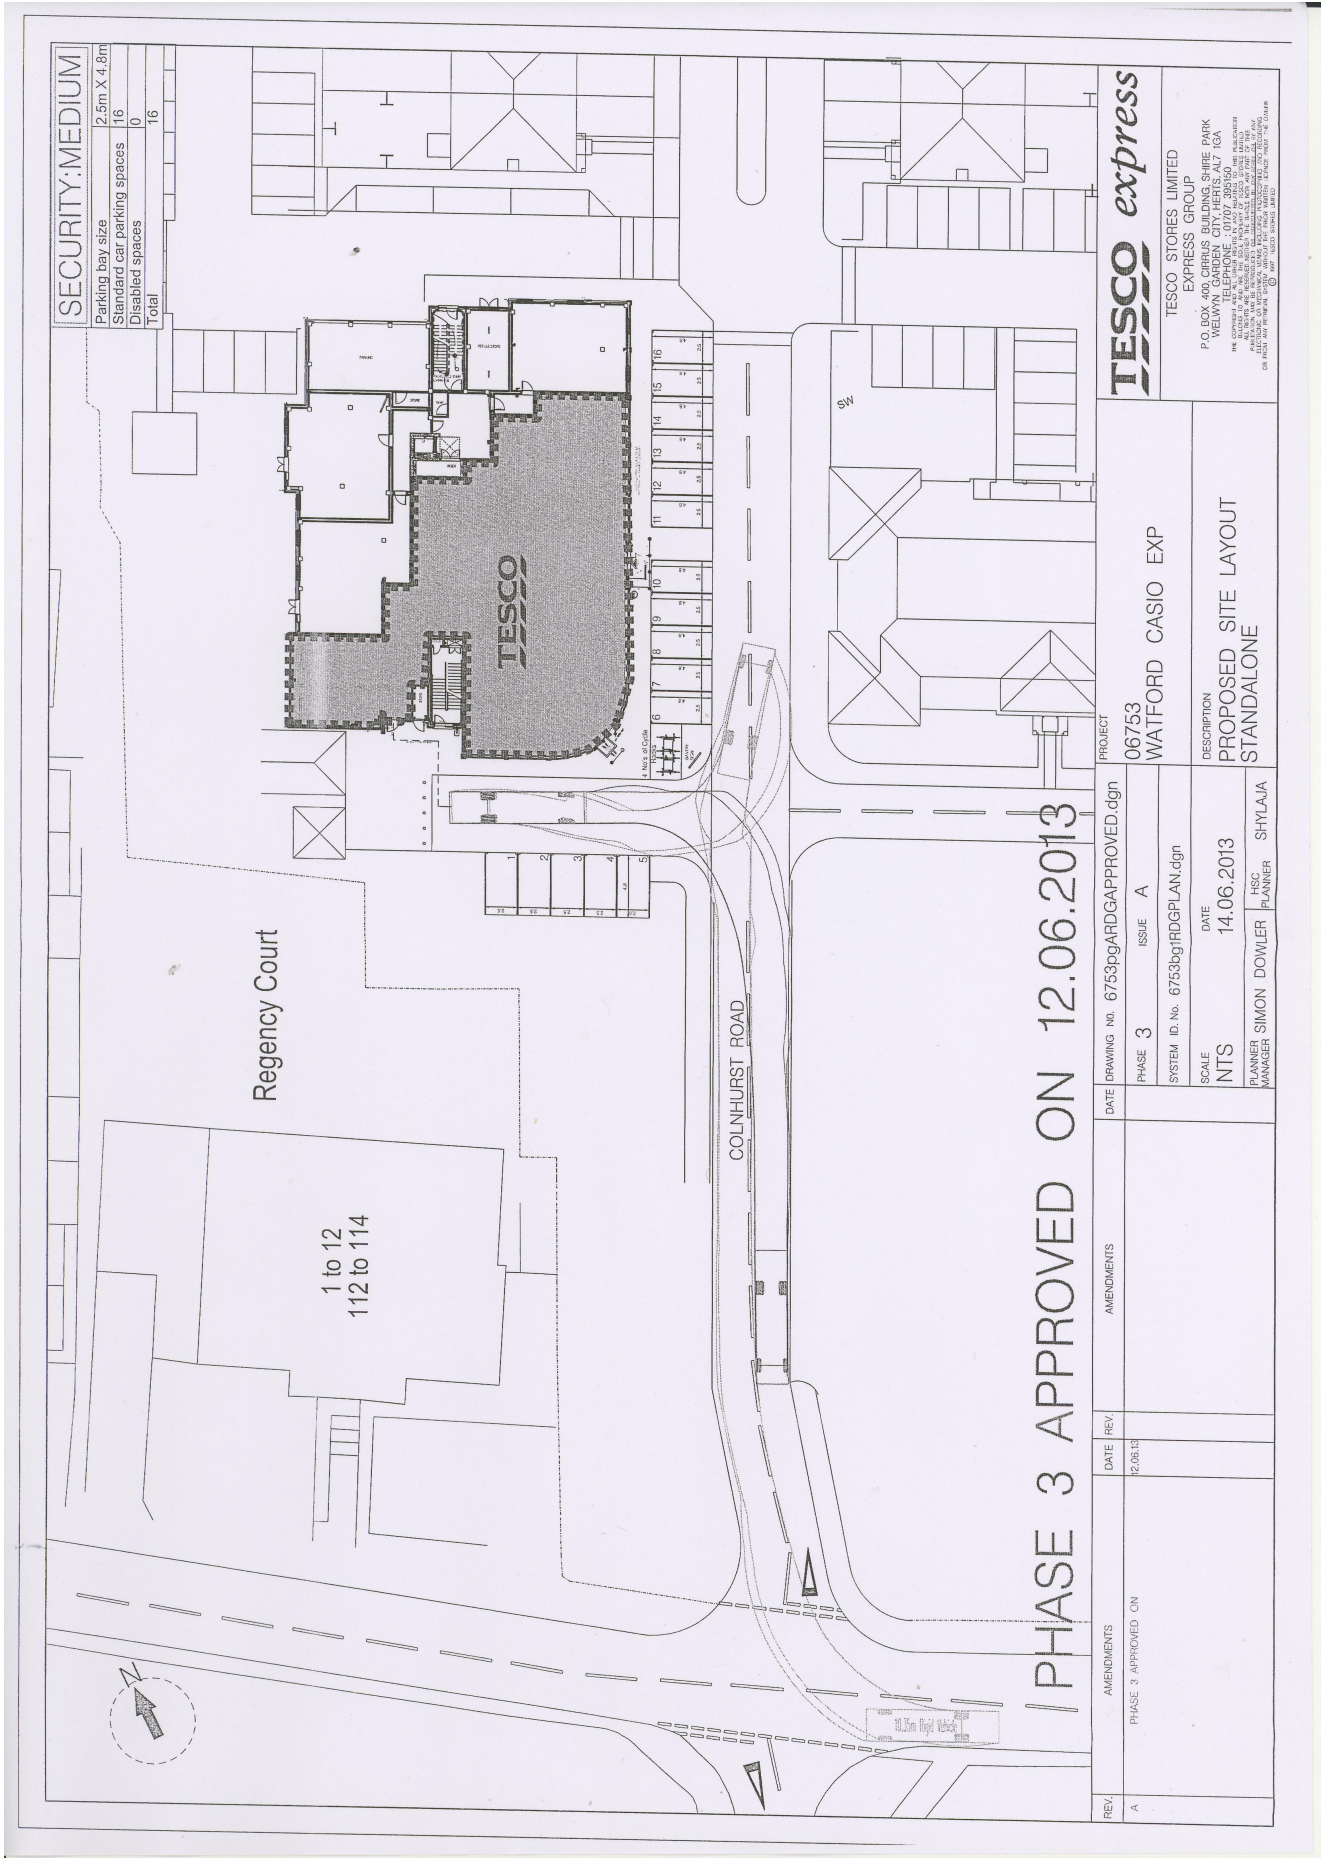 SECURITY:MEDIUM
Parking bay size 2.5m X 4.8m
Standard car parking spaces 16
Disabled spaces 0
Total 16
Regency Court
1 to 12
112 to 114
N
TESCO
4 No's of Cycle
Racks
1
2
3
4
5
6
7
8
9
10
11
12
13
14
15
16
COLNHURST ROAD
SW
PHASE 3 APPROVED ON 12.06.2013
REV. AMENDMENTS DATE REV. AMENDMENTS DATE
A PHASE 3 APPROVED ON 12.06.13
DRAWING NO. 6753pgARDGAPPROVED.dgn
PHASE 3 ISSUE A
SYSTEM ID. No. 6753bg1RDGPLAN.dgn
SCALE DATE
NTS 14.06.2013
PLANNER MANAGER SIMON DOWLER HSC PLANNER SHYLAJA
PROJECT
06753
WATFORD CASIO EXP
DESCRIPTION
PROPOSED SITE LAYOUT
STANDALONE
TESCO express
TESCO STORES LIMITED
EXPRESS GROUP
P.O. BOX 400, CIRRUS BUILDING, SHIRE PARK
WELWYN GARDEN CITY, HERTS. AL7 1GA
TELEPHONE : 01707 395150